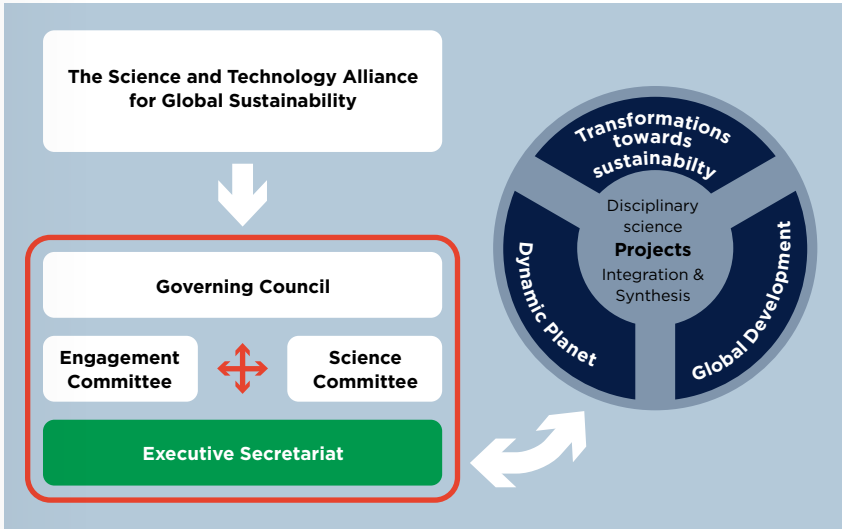 The Science and Technology Alliance
for Global Sustainability
Governing Council
Engagement
Committee
Science
Committee
Executive Secretariat
Transformations
towards
sustainabilty
Disciplinary
science
Projects
Integration &
Synthesis
Dynamic Planet
Global Development